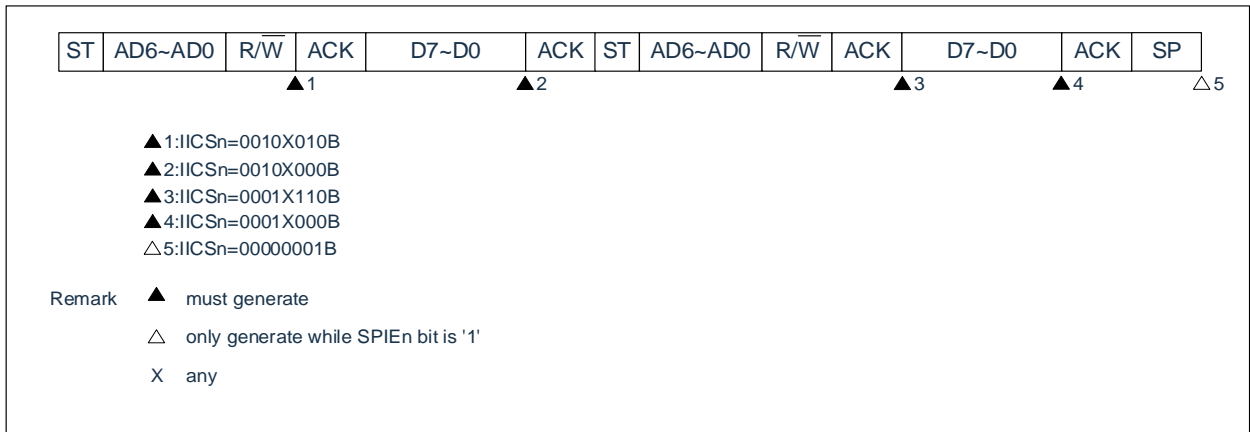 ST AD6~AD0 R/W̅ ACK D7~D0 ACK ST AD6~AD0 R/W̅ ACK D7~D0 ACK SP
▲1 ▲2 ▲3 ▲4 △5
▲1:IICSn=0010X010B
▲2:IICSn=0010X000B
▲3:IICSn=0001X110B
▲4:IICSn=0001X000B
△5:IICSn=00000001B
Remark ▲ must generate
△ only generate while SPIEn bit is '1'
X any